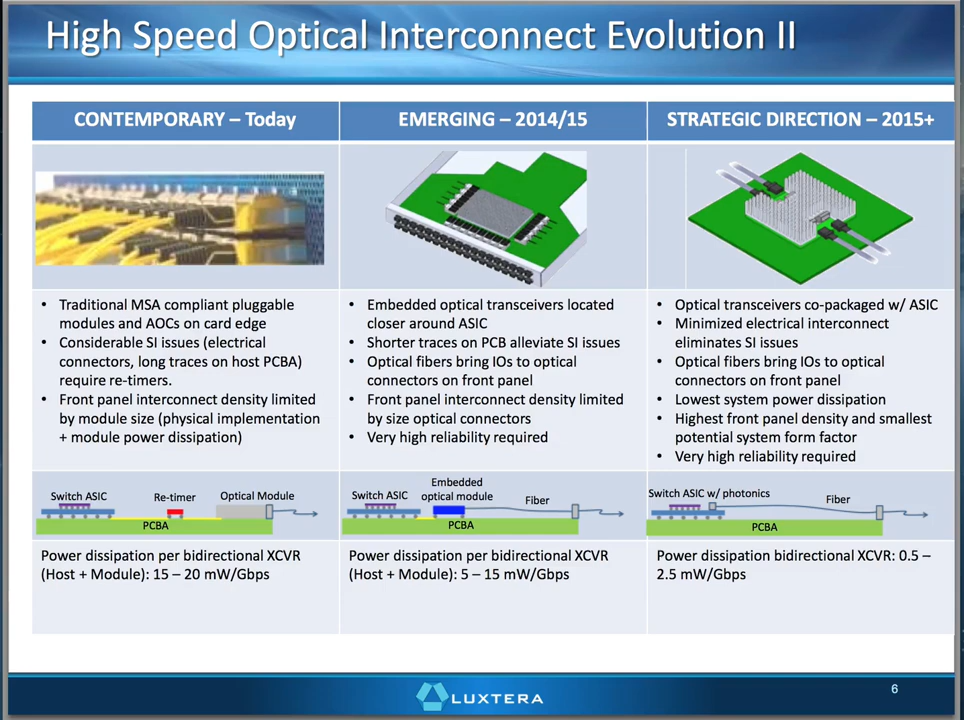 High Speed Optical Interconnect Evolution II
CONTEMPORARY – Today
EMERGING – 2014/15
STRATEGIC DIRECTION – 2015+
• Traditional MSA compliant pluggable
modules and AOCs on card edge
• Considerable SI issues (electrical
connectors, long traces on host PCBA)
require re-timers.
• Front panel interconnect density limited
by module size (physical implementation
+ module power dissipation)
• Embedded optical transceivers located
closer around ASIC
• Shorter traces on PCB alleviate SI issues
• Optical fibers bring IOs to optical
connectors on front panel
• Front panel interconnect density limited
by size optical connectors
• Very high reliability required
• Optical transceivers co-packaged w/ ASIC
• Minimized electrical interconnect
eliminates SI issues
• Optical fibers bring IOs to optical
connectors on front panel
• Lowest system power dissipation
• Highest front panel density and smallest
potential system form factor
• Very high reliability required
Switch ASIC
Re-timer
Optical Module
PCBA
Switch ASIC
Embedded
optical module
Fiber
PCBA
Switch ASIC w/ photonics
Fiber
PCBA
Power dissipation per bidirectional XCVR
(Host + Module): 15 – 20 mW/Gbps
Power dissipation per bidirectional XCVR
(Host + Module): 5 – 15 mW/Gbps
Power dissipation bidirectional XCVR: 0.5 –
2.5 mW/Gbps
LUXTERA
6